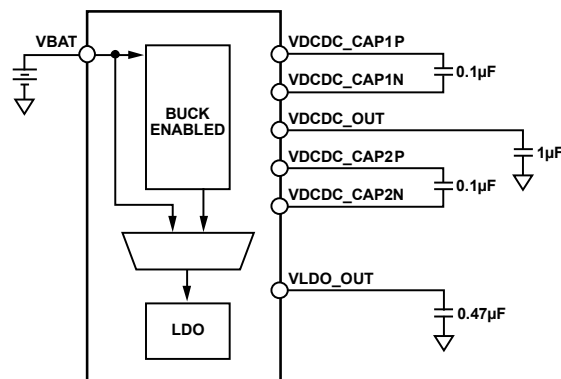 VBAT
VDCDC_CAP1P
0.1µF
VDCDC_CAP1N
BUCK
ENABLED
VDCDC_OUT
1µF
VDCDC_CAP2P
0.1µF
VDCDC_CAP2N
VLDO_OUT
0.47µF
LDO